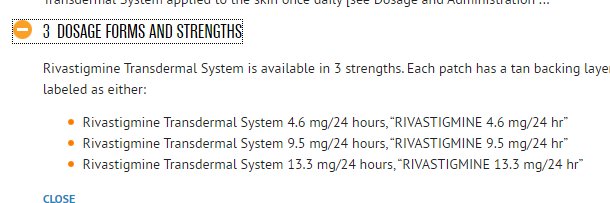 Transdermal System applied to the skin once daily [see Dosage and Administration ...
3 DOSAGE FORMS AND STRENGTHS
Rivastigmine Transdermal System is available in 3 strengths. Each patch has a tan backing layer
labeled as either:
Rivastigmine Transdermal System 4.6 mg/24 hours, “RIVASTIGMINE 4.6 mg/24 hr”
Rivastigmine Transdermal System 9.5 mg/24 hours, “RIVASTIGMINE 9.5 mg/24 hr”
Rivastigmine Transdermal System 13.3 mg/24 hours, “RIVASTIGMINE 13.3 mg/24 hr”
CLOSE